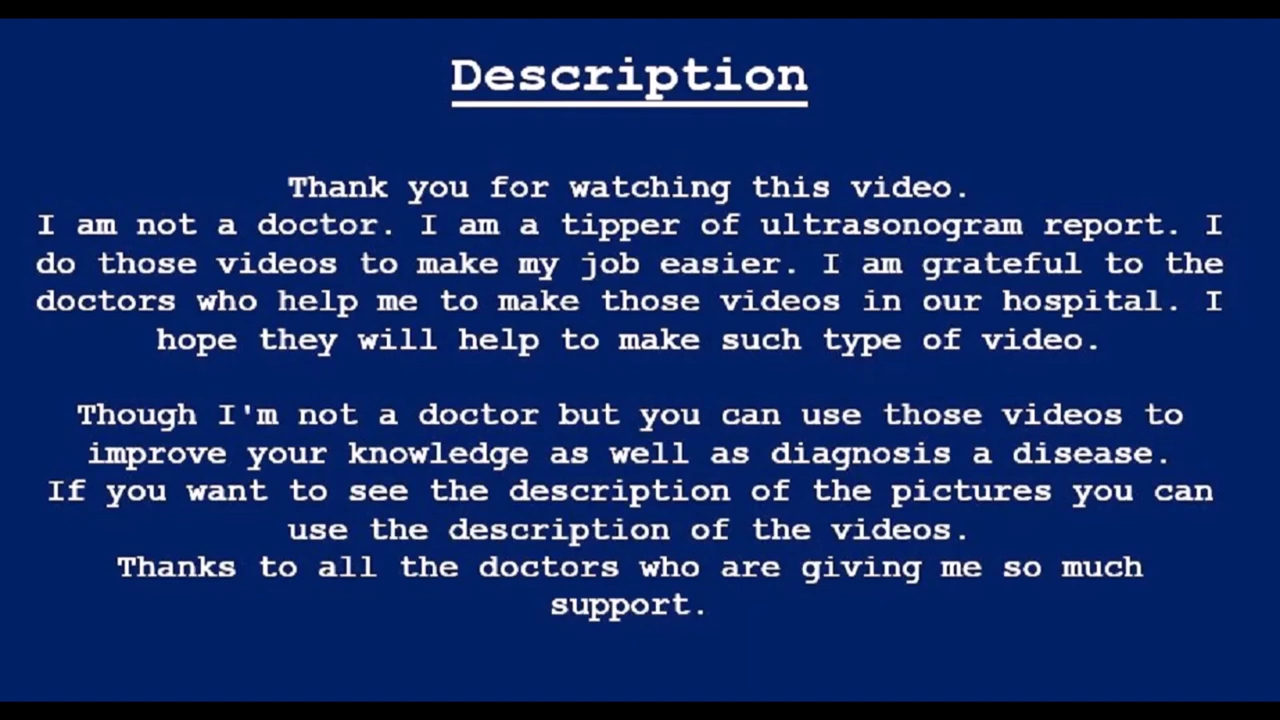 Description
Thank you for watching this video.
I am not a doctor. I am a tipper of ultrasonogram report. I
do those videos to make my job easier. I am grateful to the
doctors who help me to make those videos in our hospital. I
hope they will help to make such type of video.
Though I'm not a doctor but you can use those videos to
improve your knowledge as well as diagnosis a disease.
If you want to see the description of the pictures you can
use the description of the videos.
Thanks to all the doctors who are giving me so much
support.